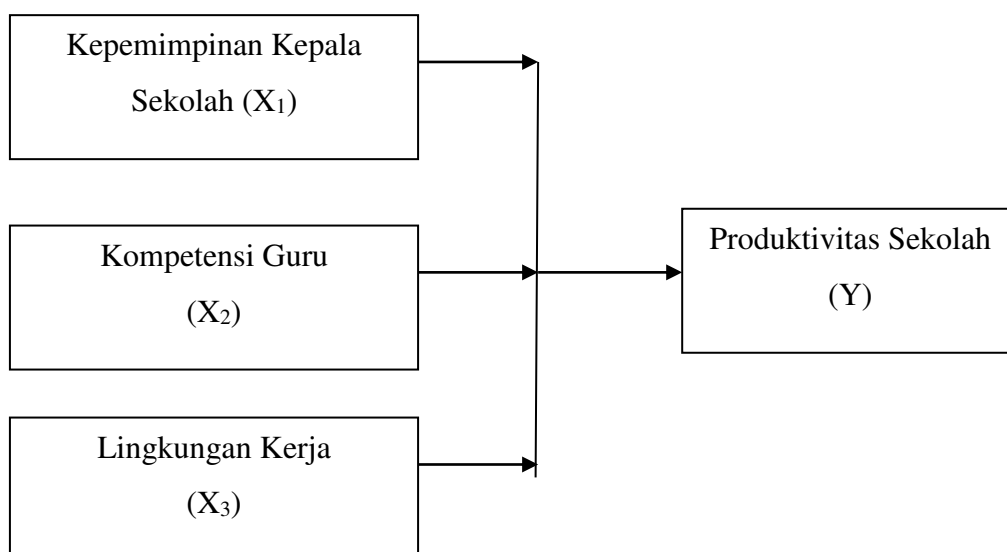 Kepemimpinan Kepala
Sekolah (X₁)
Kompetensi Guru
(X₂)
Lingkungan Kerja
(X₃)
Produktivitas Sekolah
(Y)